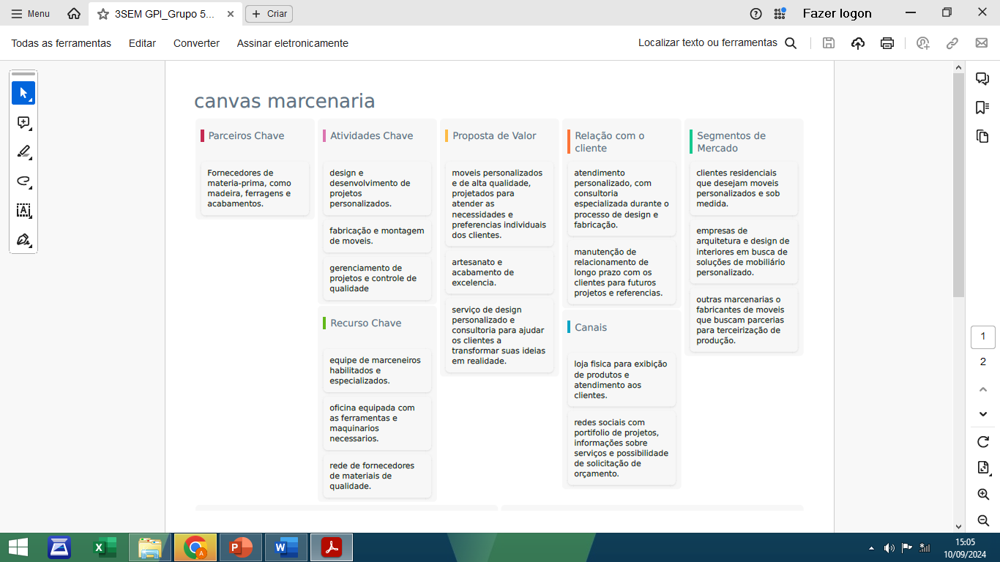 Menu
3SEM GPI_Grupo 5...
Criar
Fazer logon
Todas as ferramentas
Editar
Converter
Assinar eletronicamente
Localizar texto ou ferramentas
canvas marcenaria
Parceiros Chave
Fornecedores de
materia-prima, como
madeira, ferragens e
acabamentos.
Atividades Chave
design e
desenvolvimento de
projetos
personalizados.
fabricação e montagem
de moveis.
gerenciamento de
projetos e controle de
qualidade
Recurso Chave
equipe de marceneiros
habilitados e
especializados.
oficina equipada com
as ferramentas e
maquinarios
necessarios.
rede de fornecedores
de materiais de
qualidade.
Proposta de Valor
moveis personalizados
e de alta qualidade,
projetados para
atender as
necessidades e
preferencias individuais
dos clientes.
artesanato e
acabamento de
excelencia.
serviço de design
personalizado e
consultoria para ajudar
os clientes a
transformar suas ideias
em realidade.
Relação com o
cliente
atendimento
personalizado, com
consultoria
especializada durante o
processo de design e
fabricação.
manutenção de
relacionamento de
longo prazo com os
clientes para futuros
projetos e referencias.
Canais
loja fisica para exibição
de produtos e
atendimento aos
clientes.
redes sociais com
portifolio de projetos,
informações sobre
serviços e possibilidade
de solicitação de
orçamento.
Segmentos de
Mercado
clientes residenciais
que desejam moveis
personalizados e sob
medida.
empresas de
arquitetura e design de
interiores em busca de
soluções de mobiliário
personalizado.
outras marcenarias o
fabricantes de moveis
que buscam parcerias
para terceirização de
produção.
1
2
15:05
10/09/2024